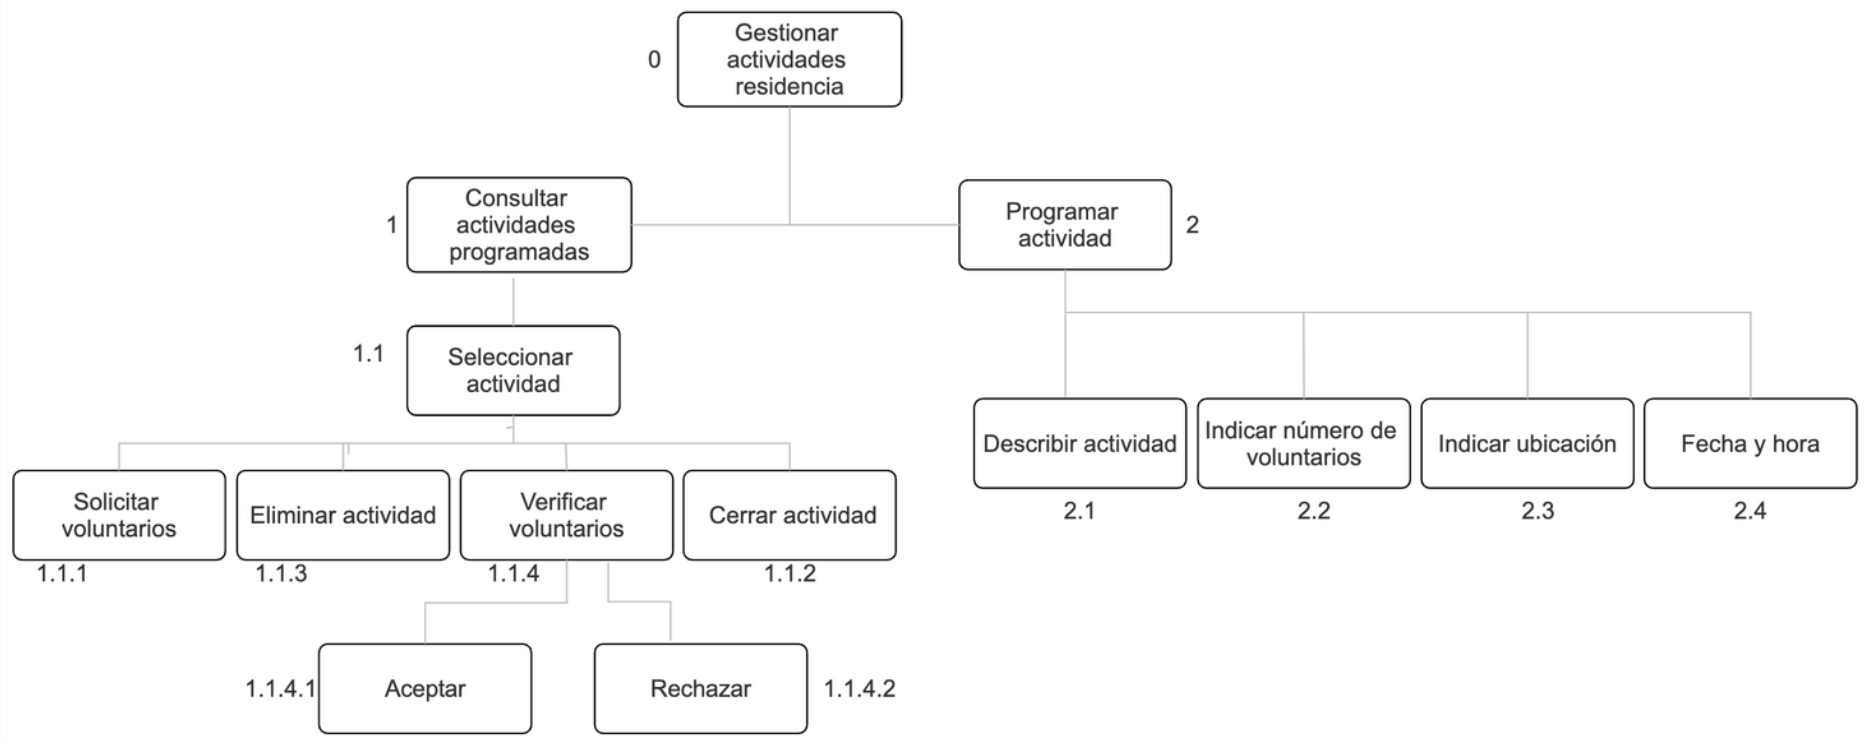 Gestionar
actividades
residencia
0
Consultar
actividades
programadas
1
Programar
actividad
2
1.1
Seleccionar
actividad
Describir actividad
Indicar número de
voluntarios
Indicar ubicación
Fecha y hora
2.1
2.2
2.3
2.4
Solicitar
voluntarios
Eliminar actividad
Verificar
voluntarios
Cerrar actividad
1.1.1
1.1.3
1.1.4
1.1.2
1.1.4.1
Aceptar
Rechazar
1.1.4.2